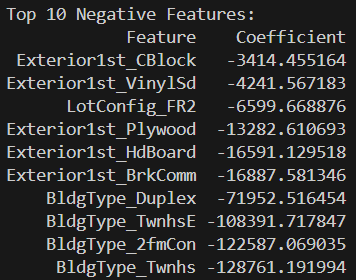 Top 10 Negative Features:
Feature Coefficient
Exterior1st_CBlock -3414.455164
Exterior1st_VinylSd -4241.567183
LotConfig_FR2 -6599.668876
Exterior1st_Plywood -13282.610693
Exterior1st_HdBoard -16591.129518
Exterior1st_BrkComm -16887.581346
BldgType_Duplex -71952.516454
BldgType_TwnhsE -108391.717847
BldgType_2fmCon -122587.069035
BldgType_Twnhs -128761.191994